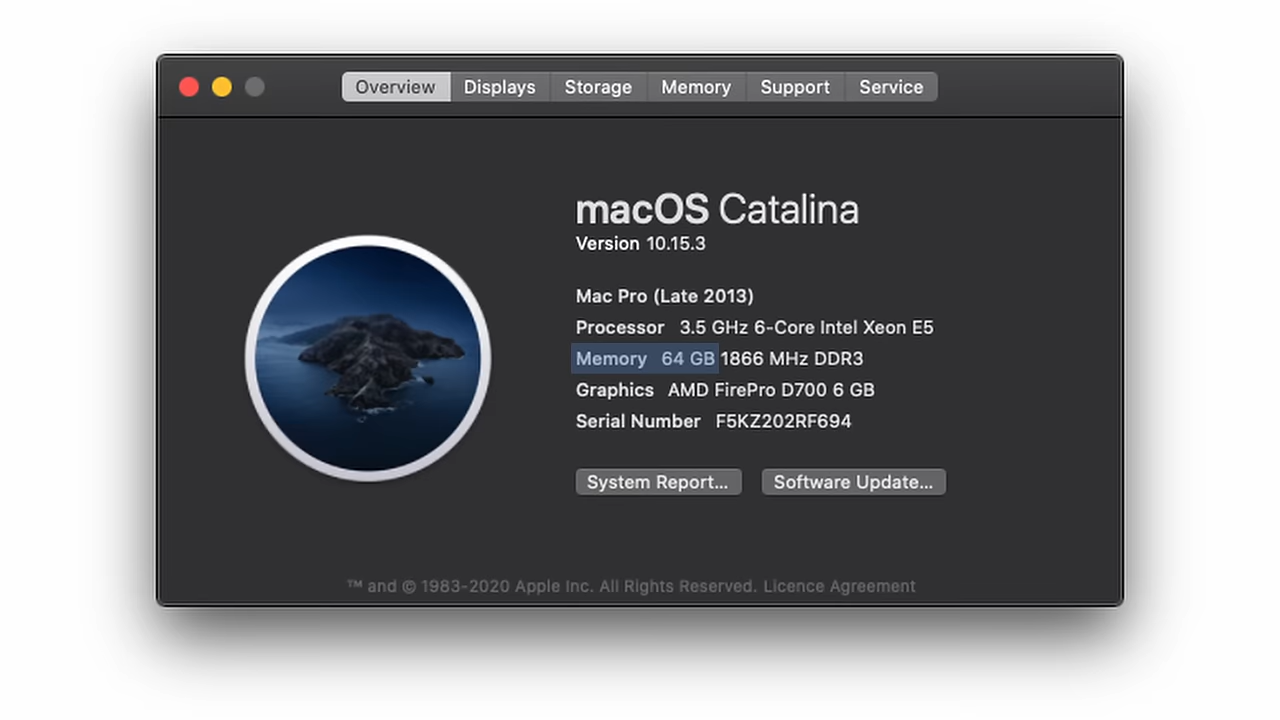 Overview Displays Storage Memory Support Service
macOS Catalina
Version 10.15.3
Mac Pro (Late 2013)
Processor 3.5 GHz 6-Core Intel Xeon E5
Memory 64 GB 1866 MHz DDR3
Graphics AMD FirePro D700 6 GB
Serial Number F5KZ202RF694
System Report... Software Update...
™ and © 1983-2020 Apple Inc. All Rights Reserved. Licence Agreement